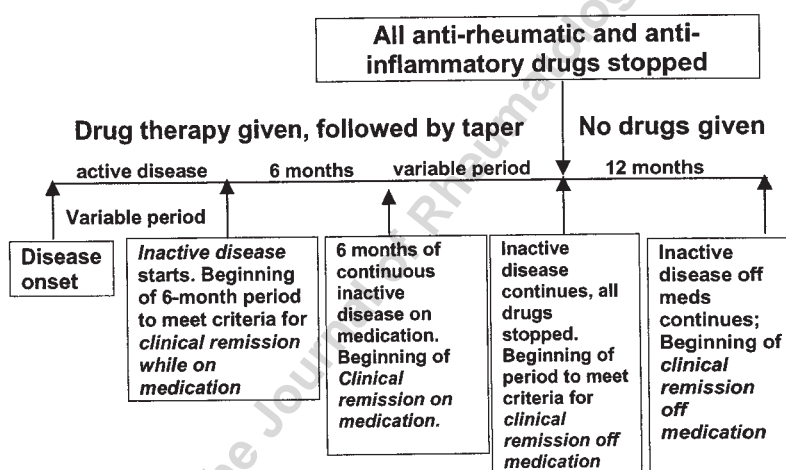 All anti-rheumatic and anti-
inflammatory drugs stopped
Drug therapy given, followed by taper
No drugs given
active disease
6 months
variable period
12 months
Variable period
Disease
onset
Inactive disease
starts. Beginning
of 6-month period
to meet criteria for
clinical remission
while on
medication
6 months of
continuous
inactive
disease on
medication.
Beginning of
Clinical
remission on
medication.
Inactive
disease
continues, all
drugs
stopped.
Beginning of
period to meet
criteria for
clinical
remission off
medication
Inactive
disease off
meds
continues;
Beginning of
clinical
remission
off
medication
The Journal of Rheumatology